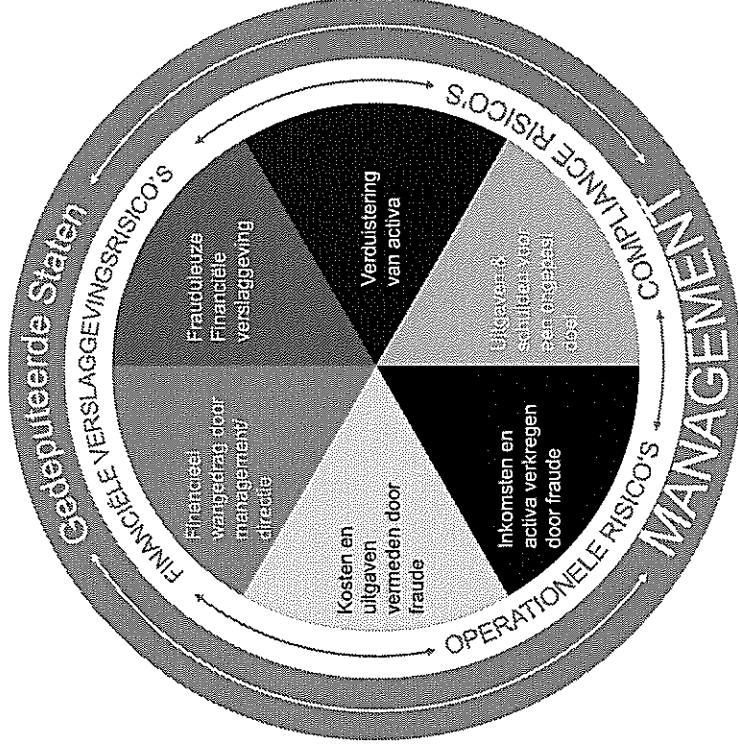 Gedeputeerde Staten
FINANCIËLE VERSLAGGEVINGSRISICO'S
COMPLIANCE RISICO'S
MANAGEMENT
OPERATIONELE RISICO'S
Frauduleuze
Financiële
verslaggeving
Verduistering
van activa
Uitgaven &
schulden voor
een ongepast
doel
Inkomsten en
activa verkregen
door fraude
Kosten en
uitgaven
vermeden door
fraude
Financieel
wangedrag door
management/
directie